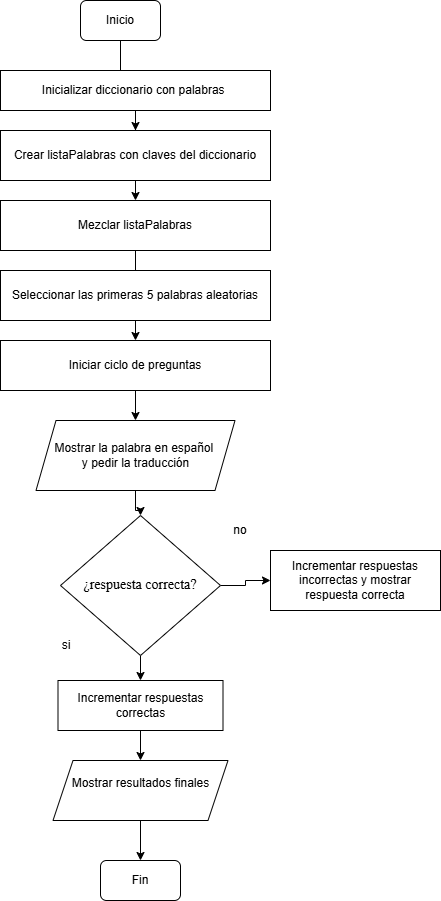 Inicio
Inicializar diccionario con palabras
Crear listaPalabras con claves del diccionario
Mezclar listaPalabras
Seleccionar las primeras 5 palabras aleatorias
Iniciar ciclo de preguntas
Mostrar la palabra en español
y pedir la traducción
no
¿respuesta correcta?
Incrementar respuestas
incorrectas y mostrar
respuesta correcta
si
Incrementar respuestas
correctas
Mostrar resultados finales
Fin